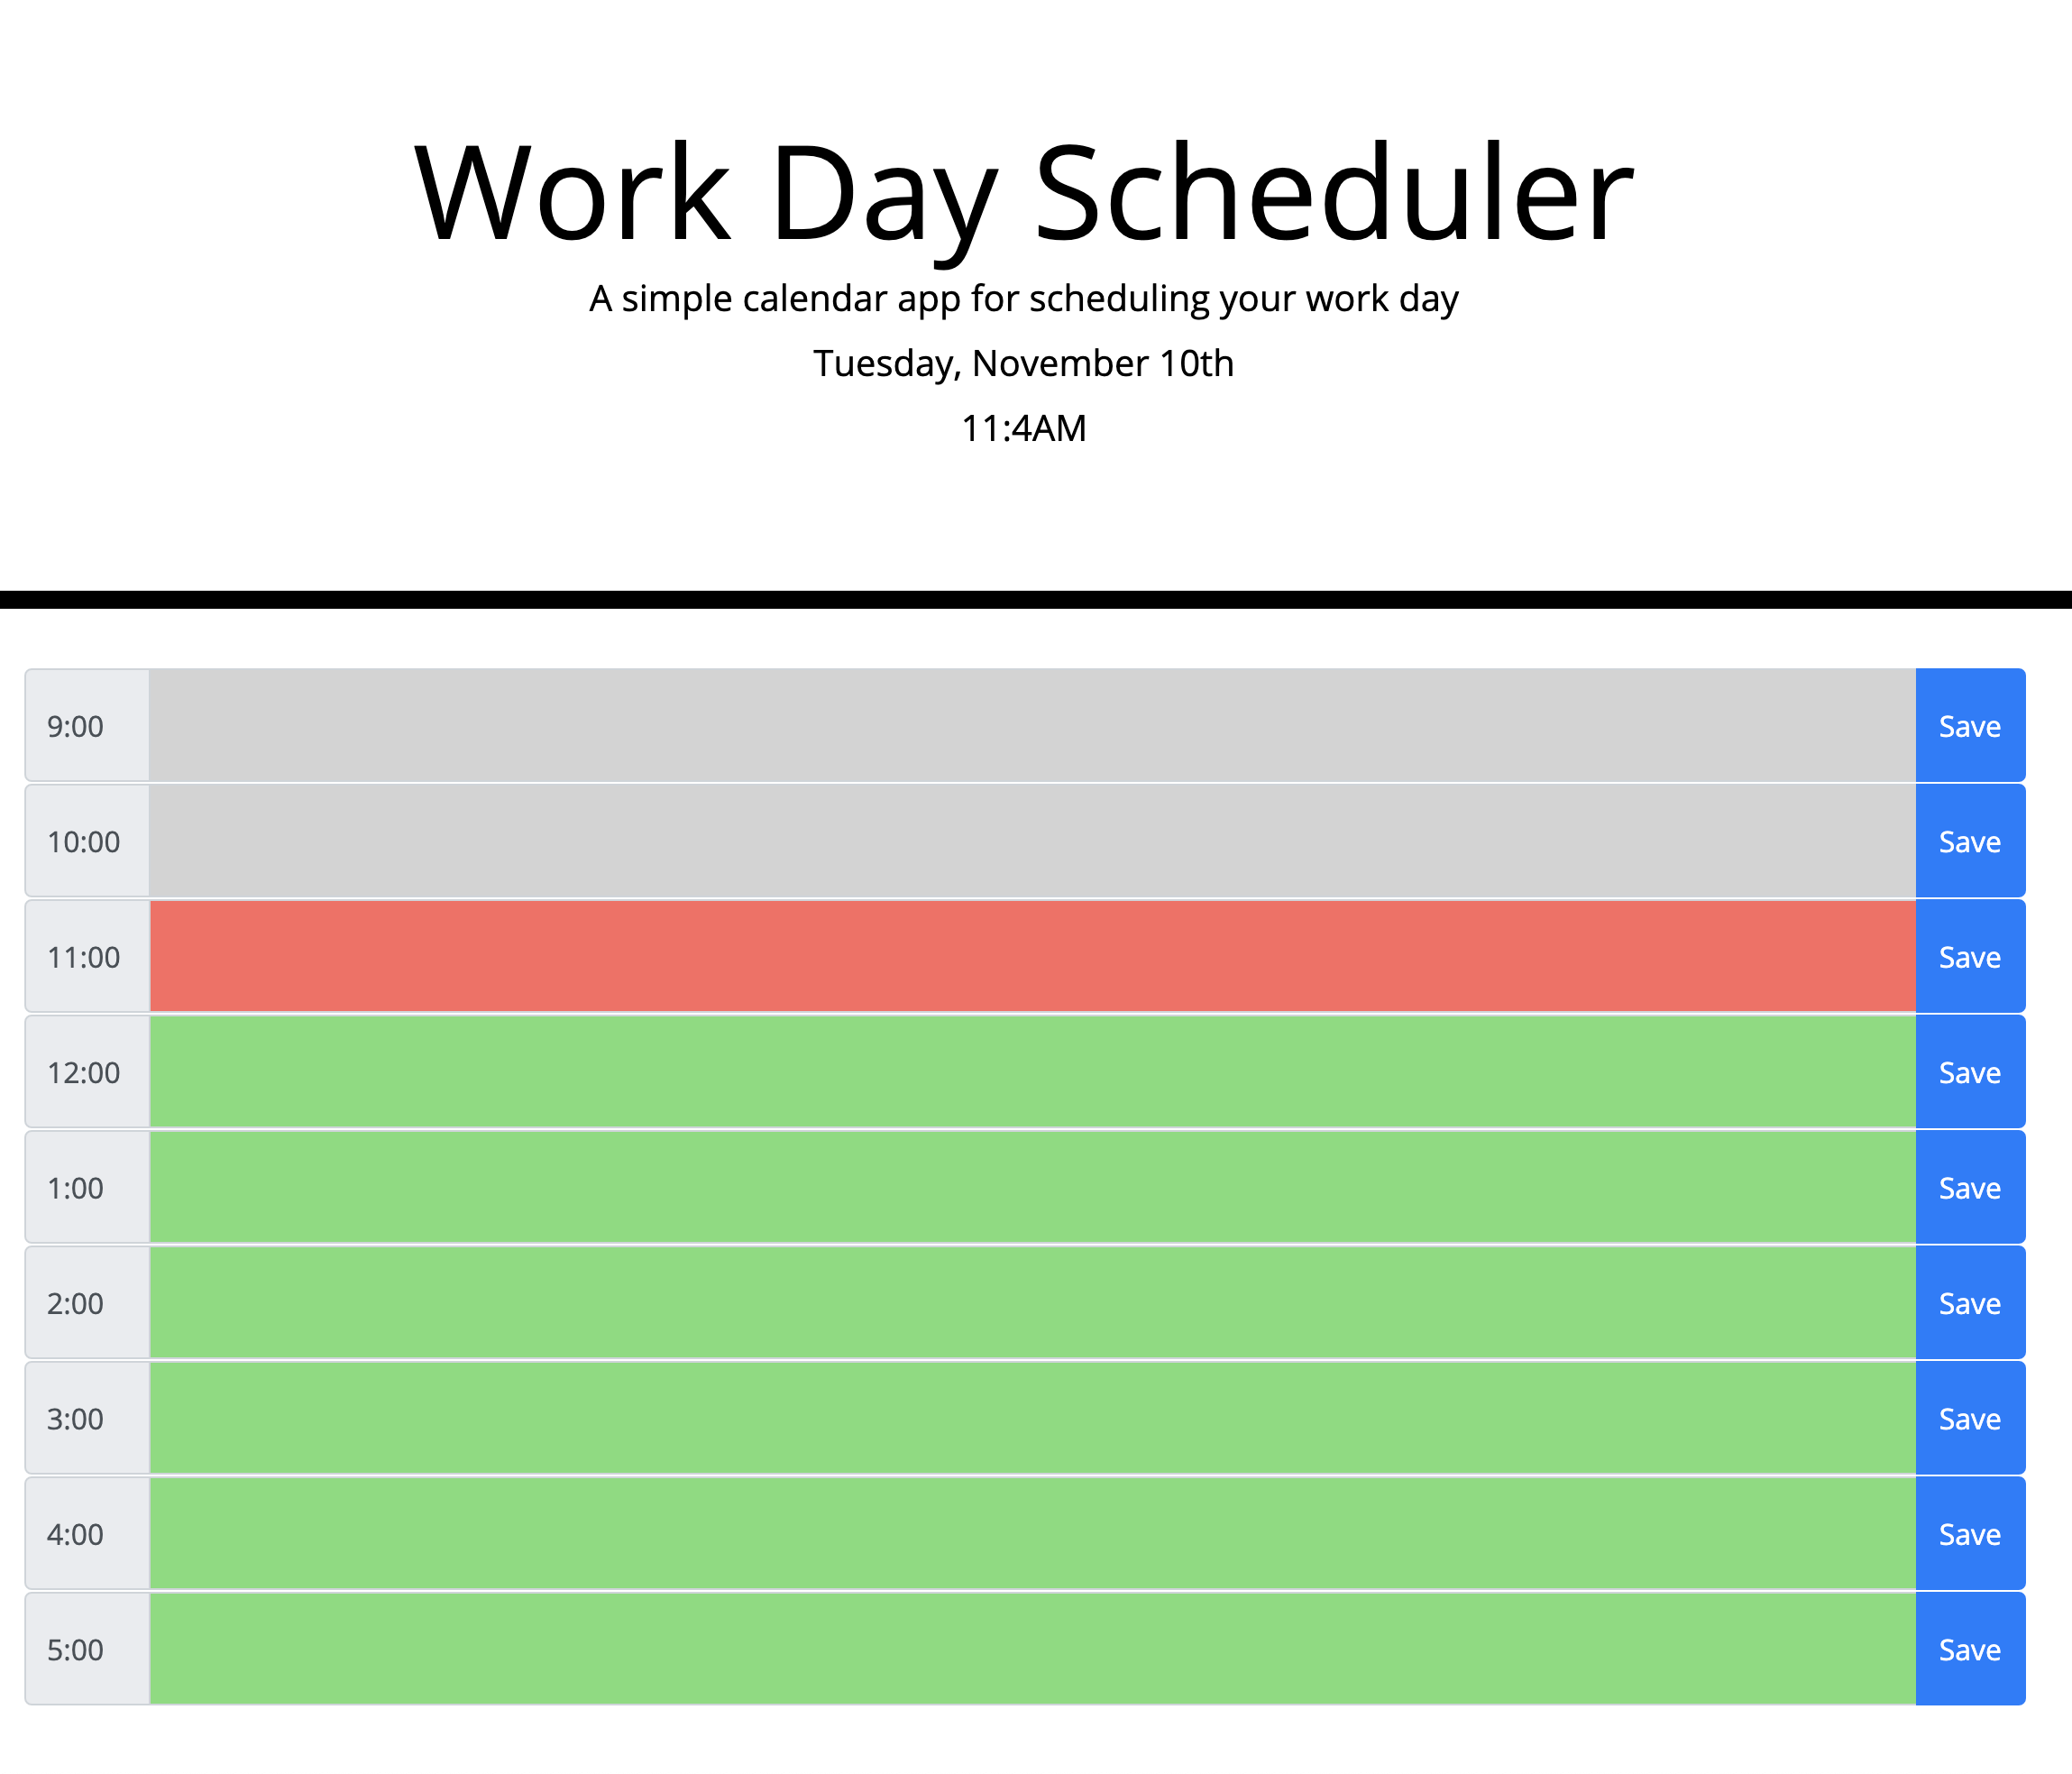 Work Day Scheduler
A simple calendar app for scheduling your work day
Tuesday, November 10th
11:4AM
9:00 Save
10:00 Save
11:00 Save
12:00 Save
1:00 Save
2:00 Save
3:00 Save
4:00 Save
5:00 Save